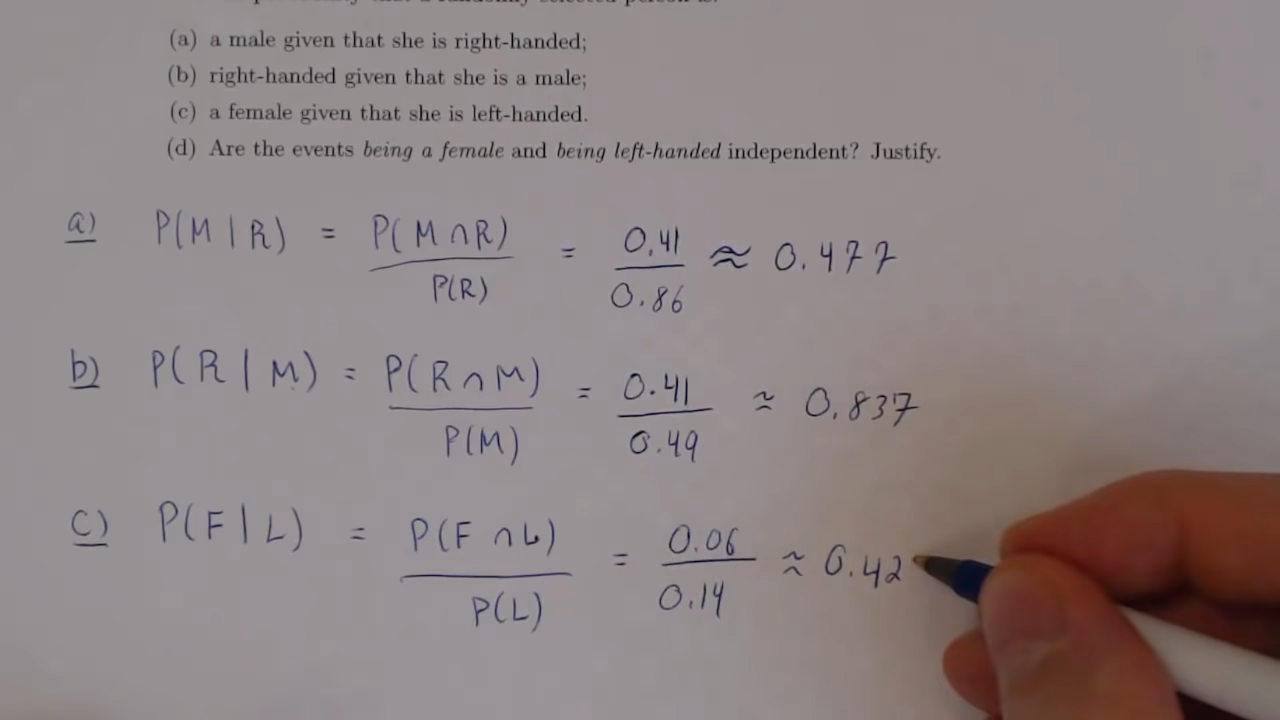 (a) a male given that she is right-handed;
(b) right-handed given that she is a male;
(c) a female given that she is left-handed.
(d) Are the events being a female and being left-handed independent? Justify.
a) P(M | R) = P(M ∩ R) / P(R) = 0.41 / 0.86 ≈ 0.477
b) P(R | M) = P(R ∩ M) / P(M) = 0.41 / 0.49 ≈ 0.837
c) P(F | L) = P(F ∩ L) / P(L) = 0.06 / 0.14 ≈ 0.42